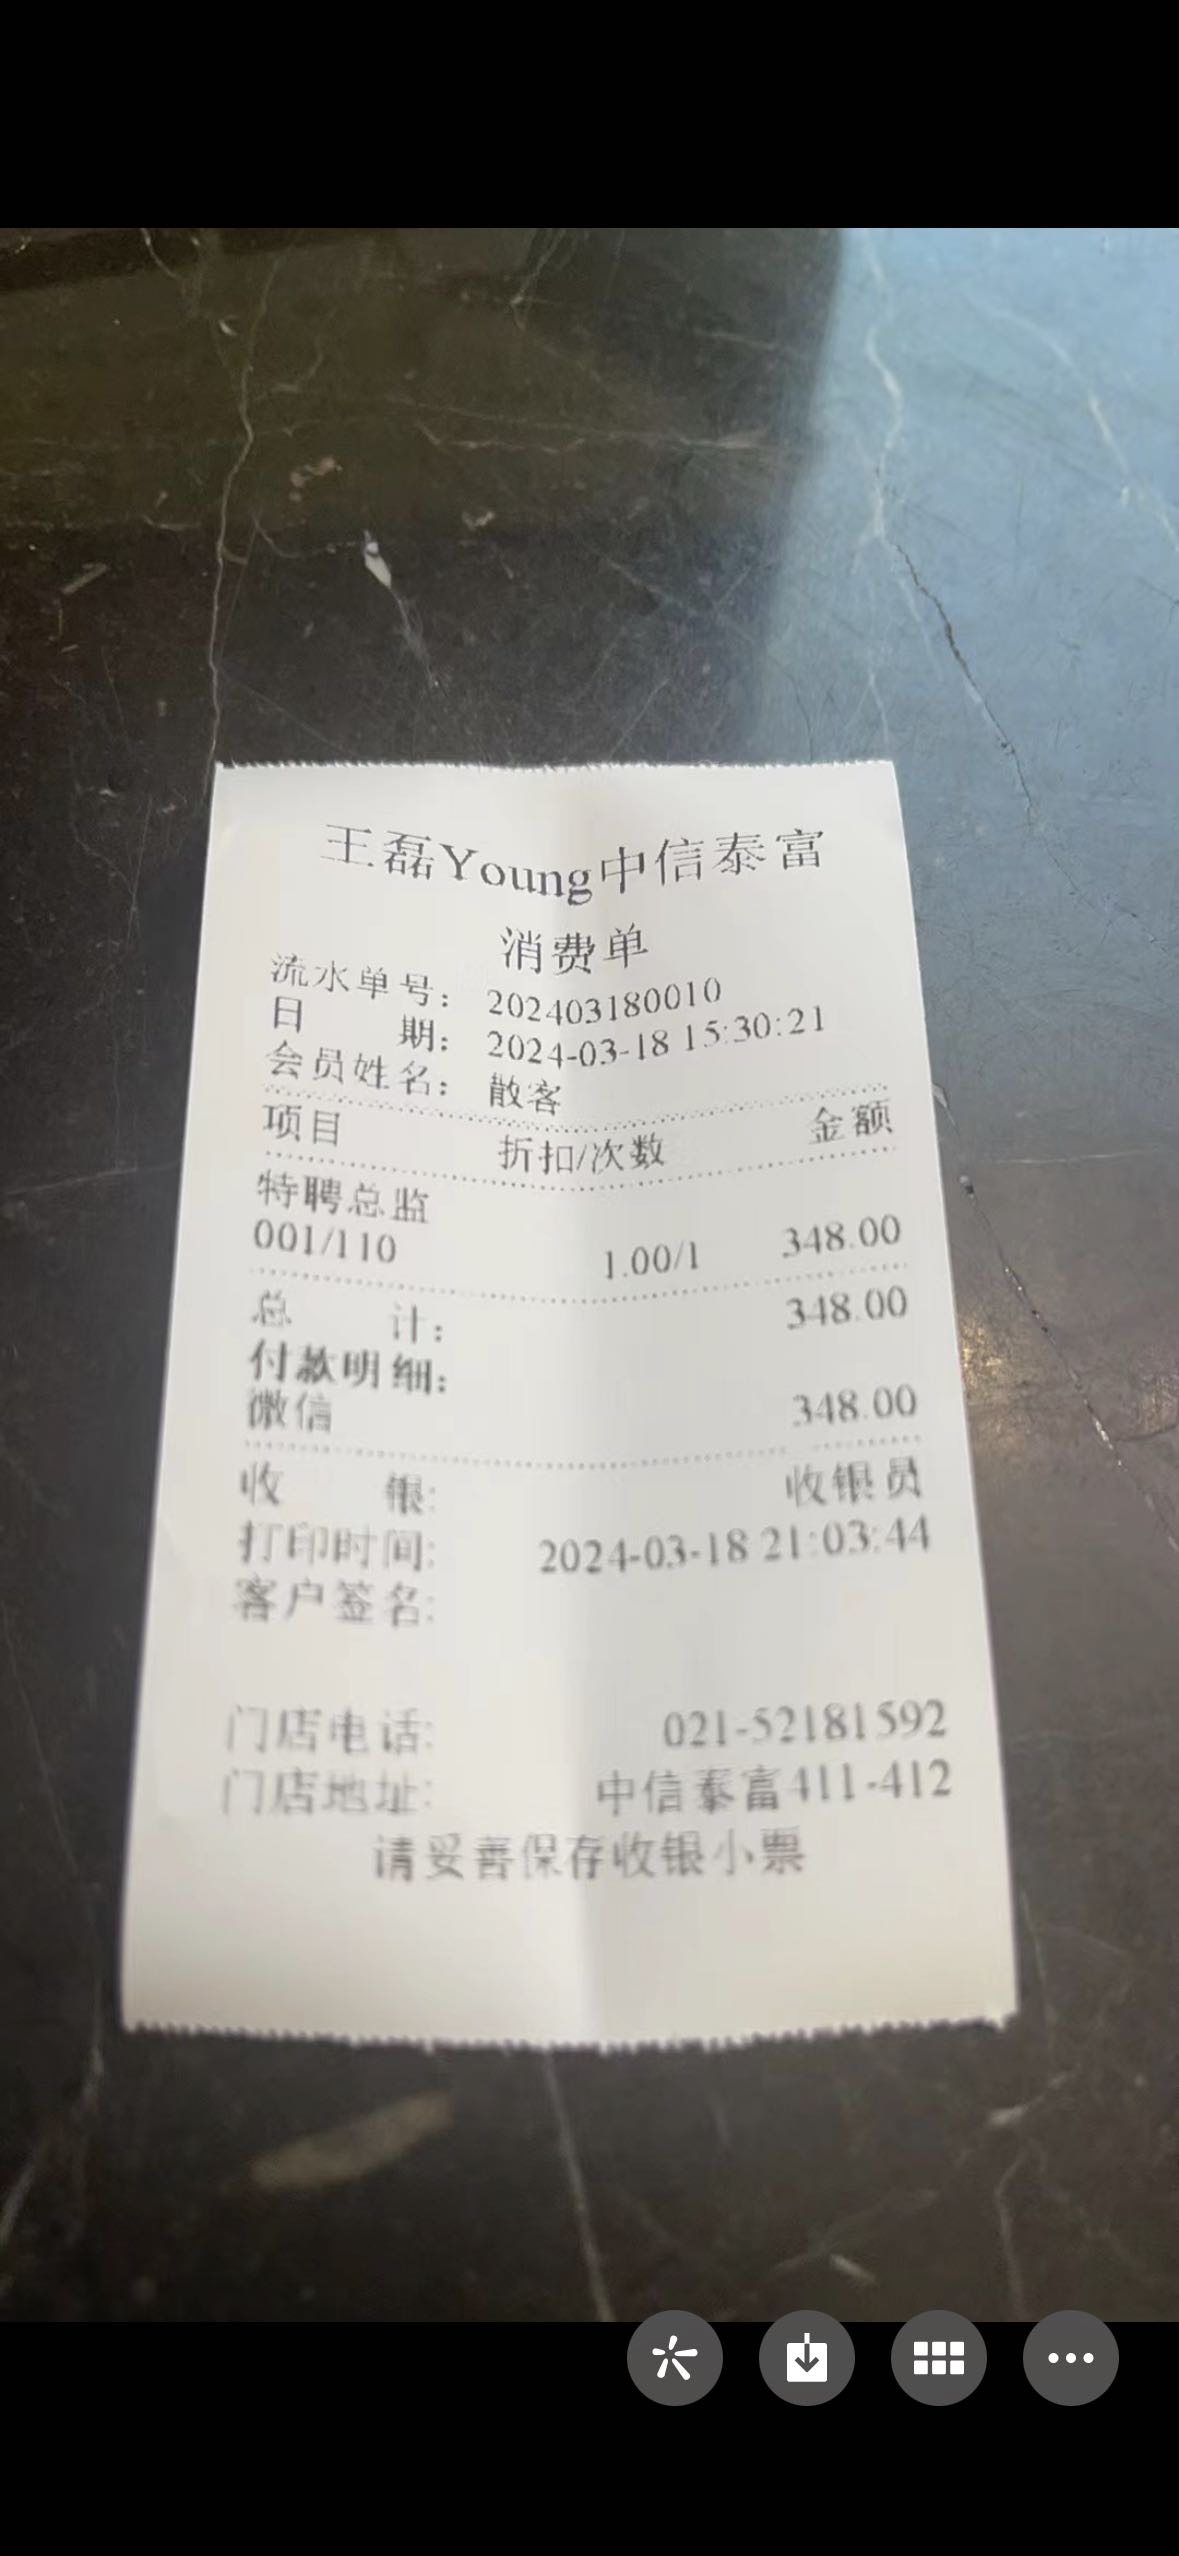 王磊Young中信泰富
消费单
流水单号： 202403180010
日 期： 2024-03-18 15:30:21
会员姓名： 散客
项目 折扣/次数 金额
特聘总监
001/110 1.00/1 348.00
总 计： 348.00
付款明细：
微信 348.00
收 银: 收银员
打印时间: 2024-03-18 21:03:44
客户签名:
门店电话: 021-52181592
门店地址: 中信泰富411-412
请妥善保存收银小票